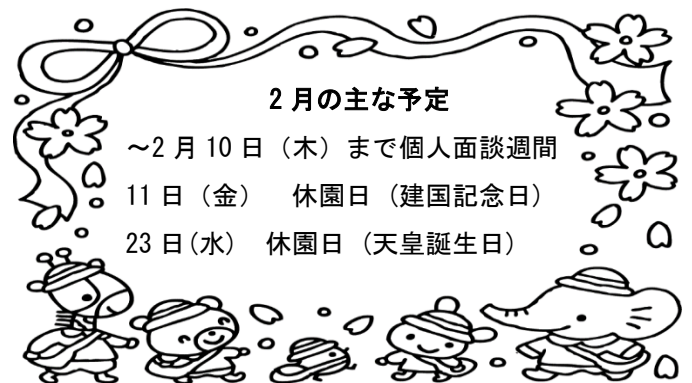 2月の主な予定
～2月10日（木）まで個人面談週間
11日（金）　休園日（建国記念日）
23日(水)　休園日（天皇誕生日）